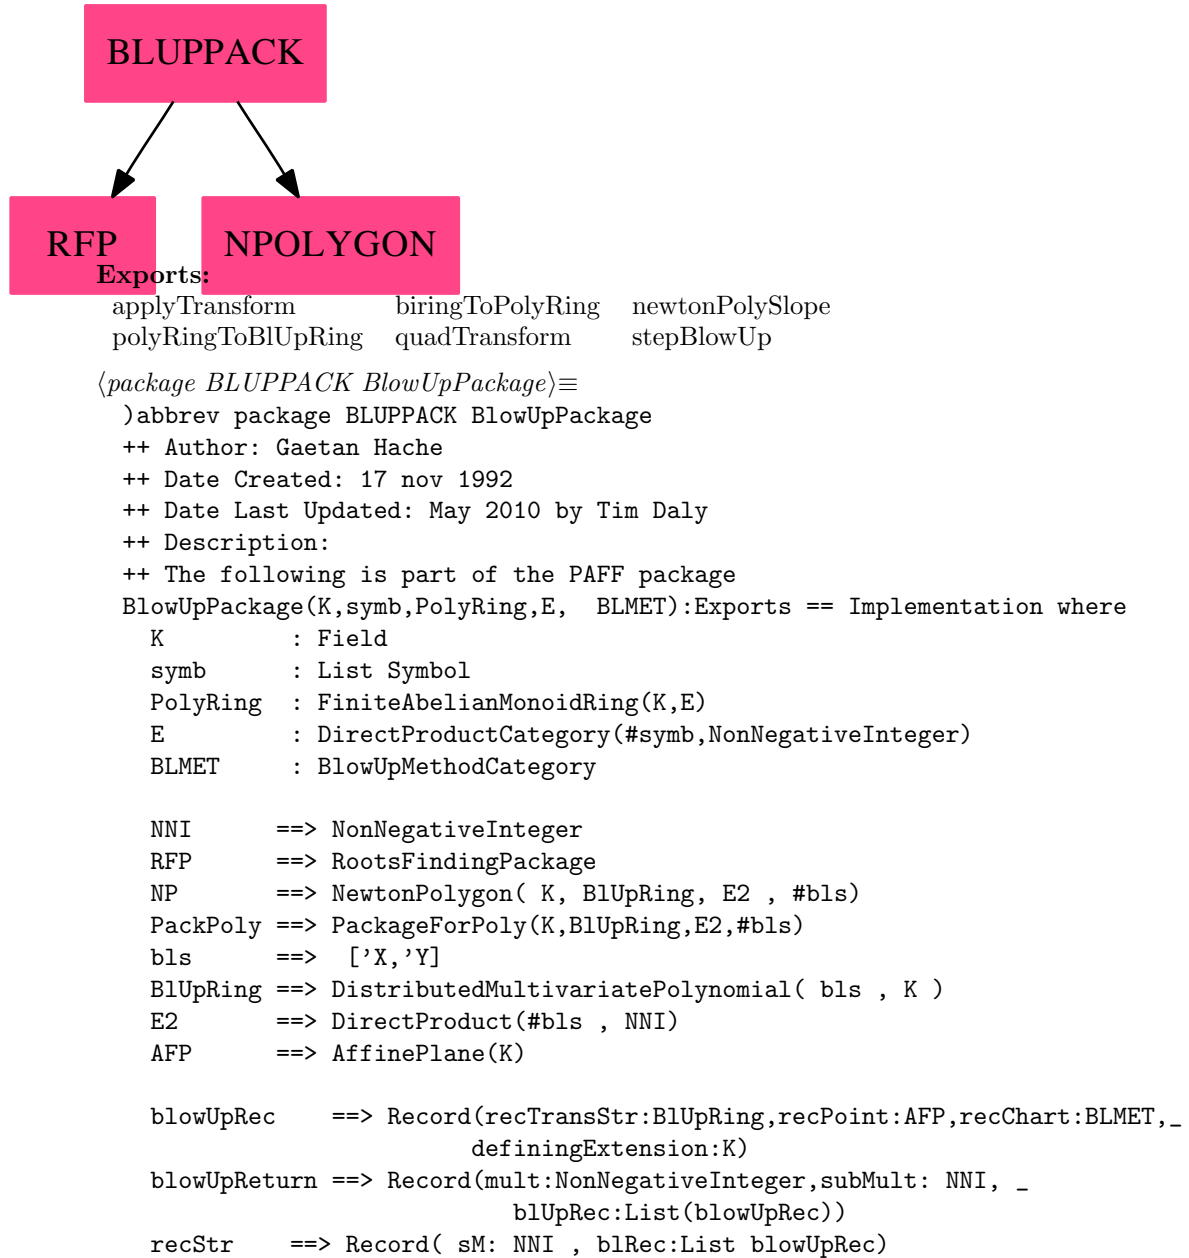 BLUPPACK
RFP NPOLYGON
Exports:
applyTransform biringToPolyRing newtonPolySlope
polyRingToBlUpRing quadTransform stepBlowUp
⟨package BLUPPACK BlowUpPackage⟩≡
)abbrev package BLUPPACK BlowUpPackage
++ Author: Gaetan Hache
++ Date Created: 17 nov 1992
++ Date Last Updated: May 2010 by Tim Daly
++ Description:
++ The following is part of the PAFF package
BlowUpPackage(K,symb,PolyRing,E,  BLMET):Exports == Implementation where
K        : Field
symb     : List Symbol
PolyRing : FiniteAbelianMonoidRing(K,E)
E        : DirectProductCategory(#symb,NonNegativeInteger)
BLMET    : BlowUpMethodCategory
NNI      ==> NonNegativeInteger
RFP      ==> RootsFindingPackage
NP       ==> NewtonPolygon( K, BlUpRing, E2 , #bls)
PackPoly ==> PackageForPoly(K,BlUpRing,E2,#bls)
bls      ==>  [’X,’Y]
BlUpRing ==> DistributedMultivariatePolynomial( bls , K )
E2       ==> DirectProduct(#bls , NNI)
AFP      ==> AffinePlane(K)
blowUpRec    ==> Record(recTransStr:BlUpRing,recPoint:AFP,recChart:BLMET,_
definingExtension:K)
blowUpReturn ==> Record(mult:NonNegativeInteger,subMult: NNI, _
blUpRec:List(blowUpRec))
recStr    ==> Record( sM: NNI , blRec:List blowUpRec)